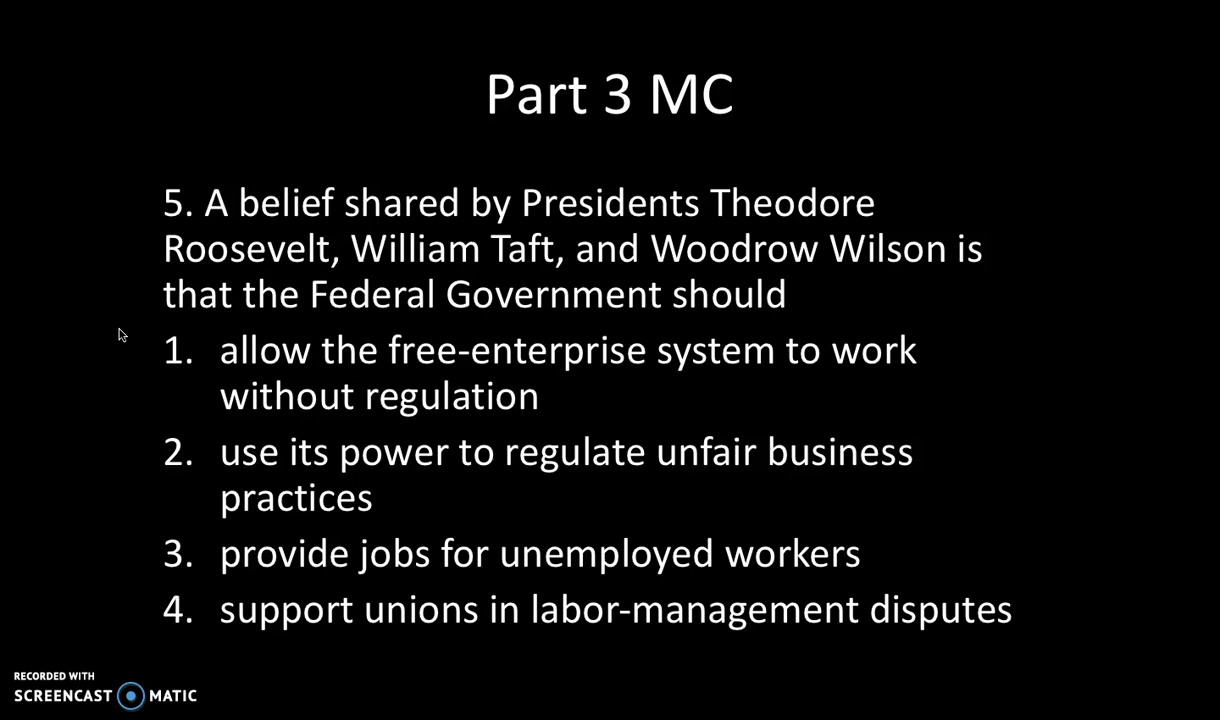 Part 3 MC
5. A belief shared by Presidents Theodore
Roosevelt, William Taft, and Woodrow Wilson is
that the Federal Government should
1. allow the free-enterprise system to work
without regulation
2. use its power to regulate unfair business
practices
3. provide jobs for unemployed workers
4. support unions in labor-management disputes
RECORDED WITH
SCREENCAST MATIC